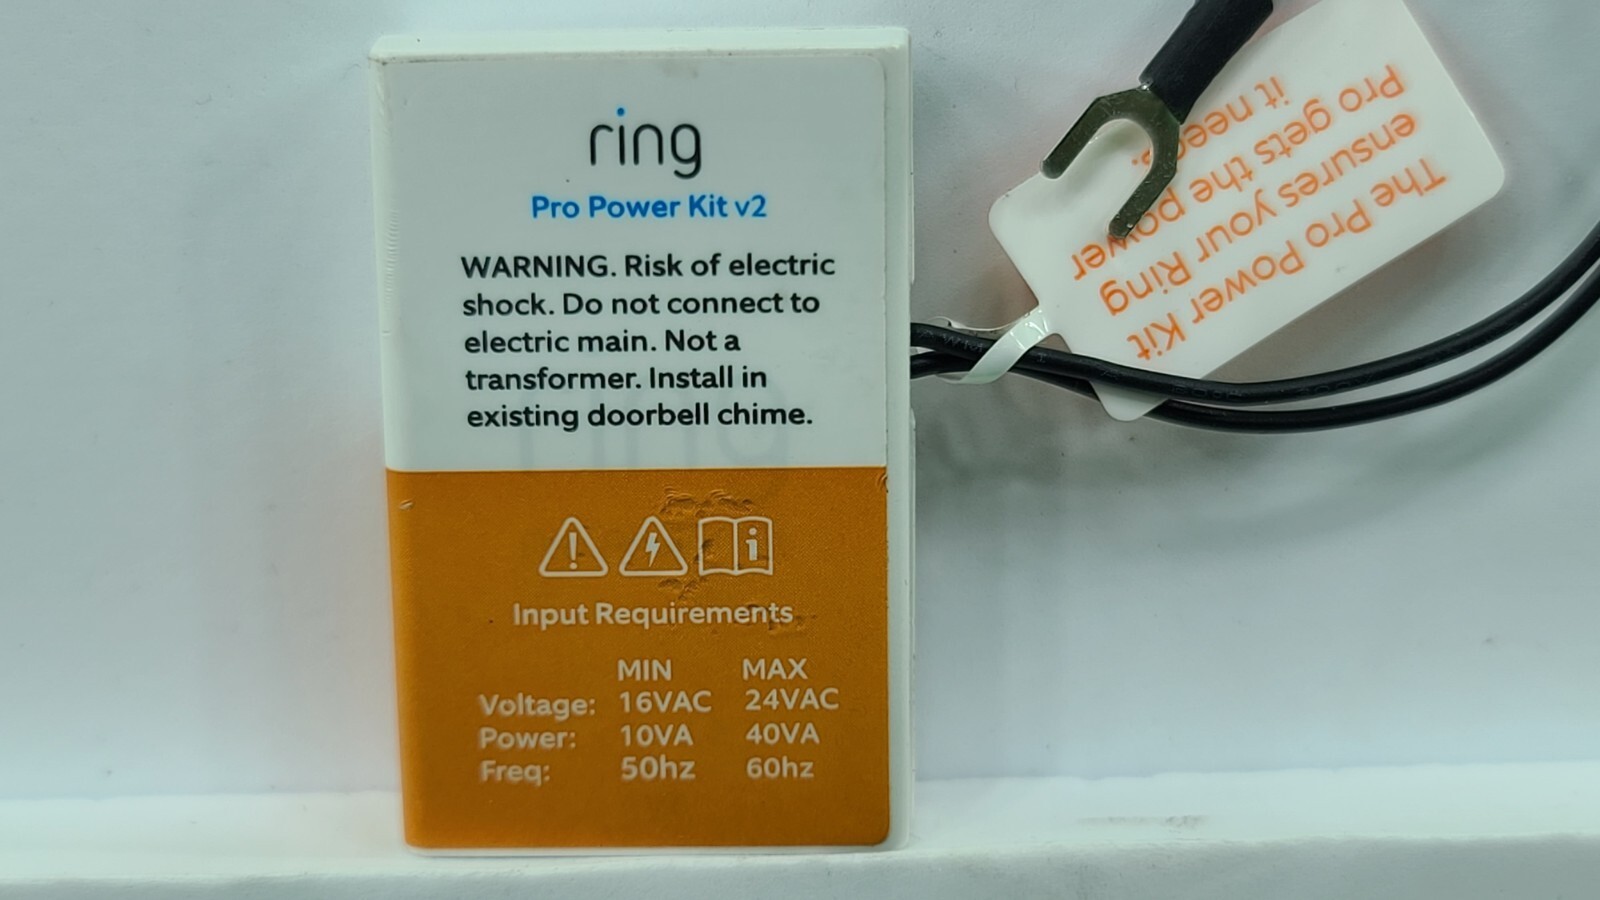 ring
Pro Power Kit v2
WARNING. Risk of electric
shock. Do not connect to
electric main. Not a
transformer. Install in
existing doorbell chime.
Input Requirements
MIN MAX
Voltage: 16VAC 24VAC
Power: 10VA 40VA
Freq: 50hz 60hz
The Pro Power Kit
ensures your Ring
Pro gets the power
it needs.